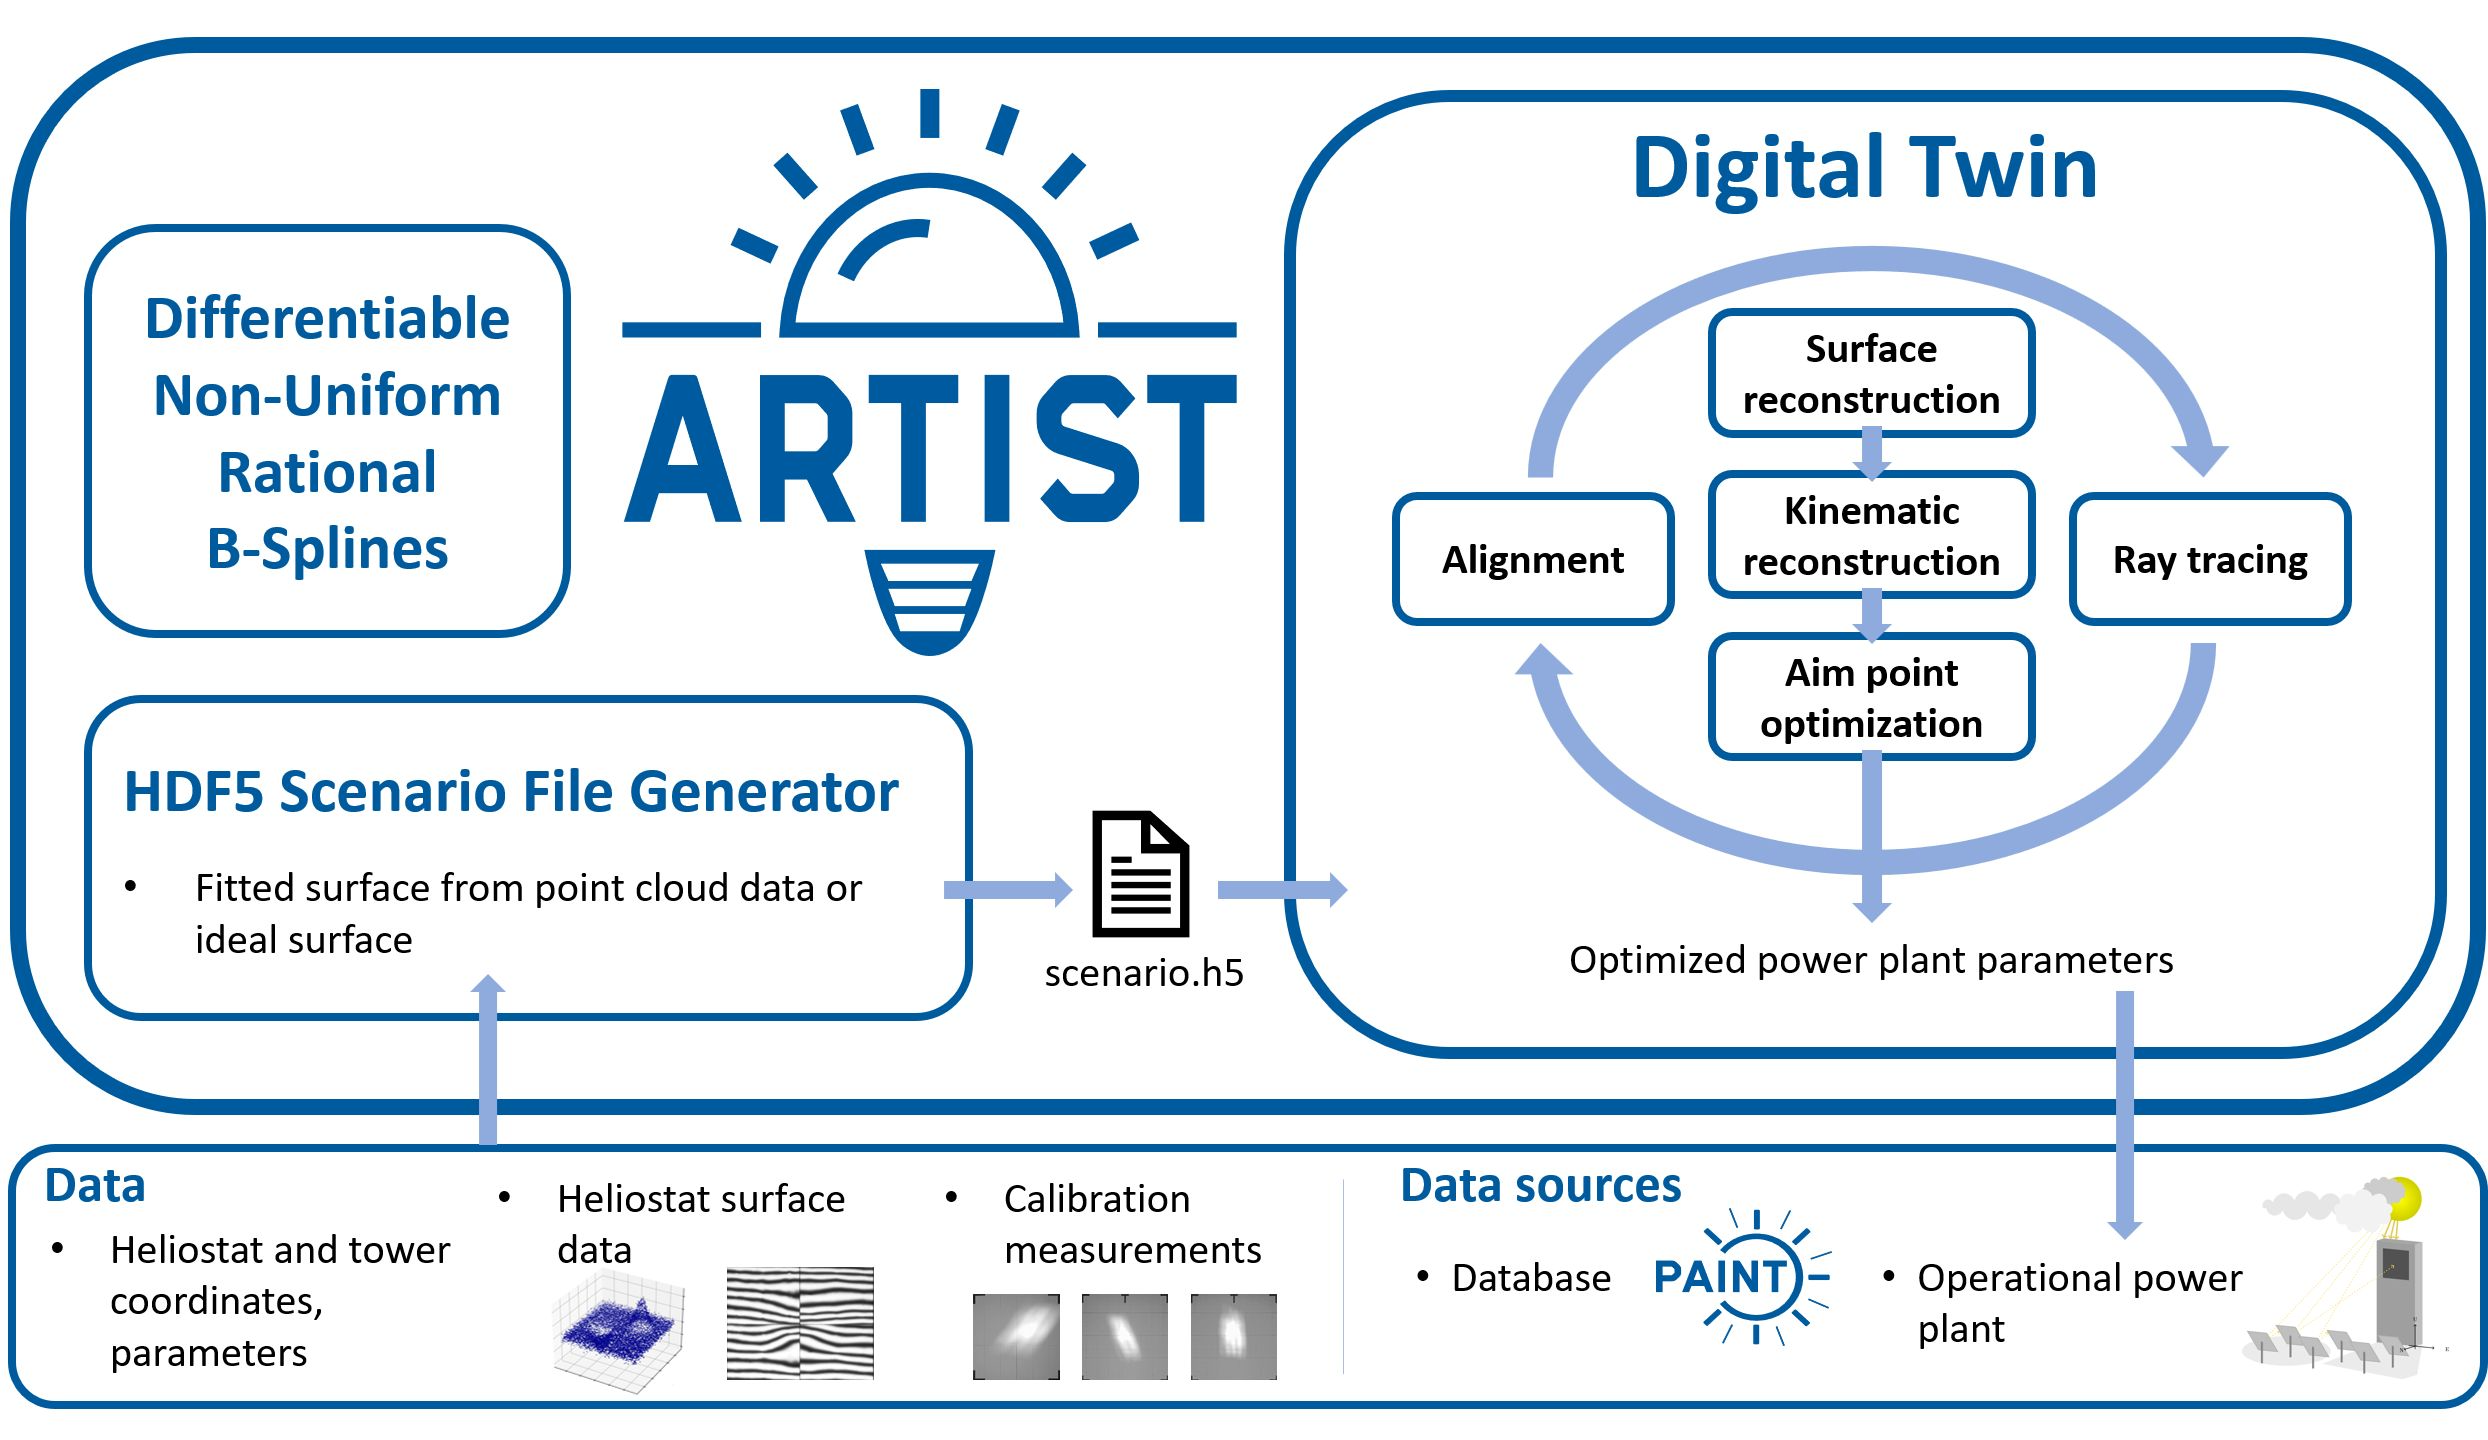 Differentiable
Non-Uniform
Rational
B-Splines
ARTIST
HDF5 Scenario File Generator
• Fitted surface from point cloud data or
ideal surface
scenario.h5
Digital Twin
Surface
reconstruction
Kinematic
reconstruction
Aim point
optimization
Alignment
Ray tracing
Optimized power plant parameters
Data
• Heliostat and tower
coordinates,
parameters
• Heliostat surface
data
• Calibration
measurements
Data sources
• Database
PAINT
• Operational power
plant